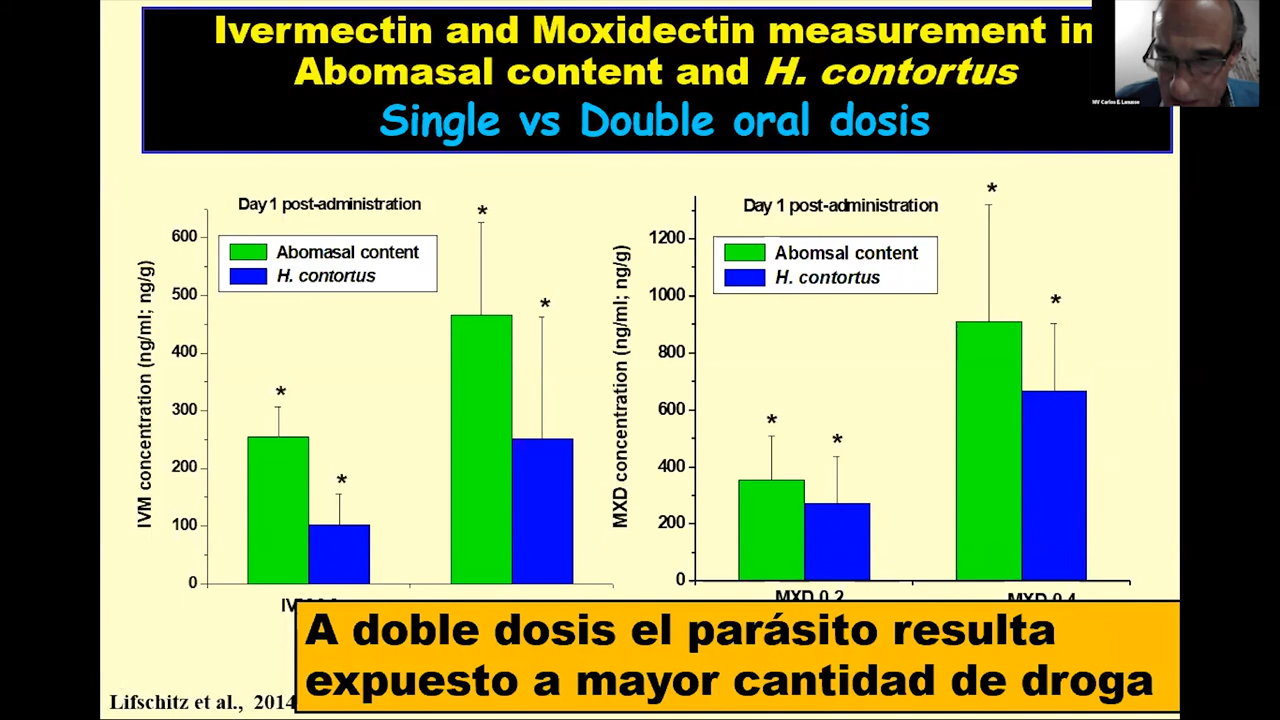 Ivermectin and Moxidectin measurement in
Abomasal content and H. contortus
Single vs Double oral dosis
MV Carlos E Lanusse
Day 1 post-administration
*
*
*
*
Abomasal content
H. contortus
600
500
400
300
200
100
0
IVM concentration (ng/ml; ng/g)
Day 1 post-administration
*
*
*
*
Abomsal content
H. contortus
1200
1000
800
600
400
200
0
MXD concentration (ng/ml; ng/g)
MXD 0.2
MXD 0.4
A doble dosis el parásito resulta
expuesto a mayor cantidad de droga
Lifschitz et al., 2014